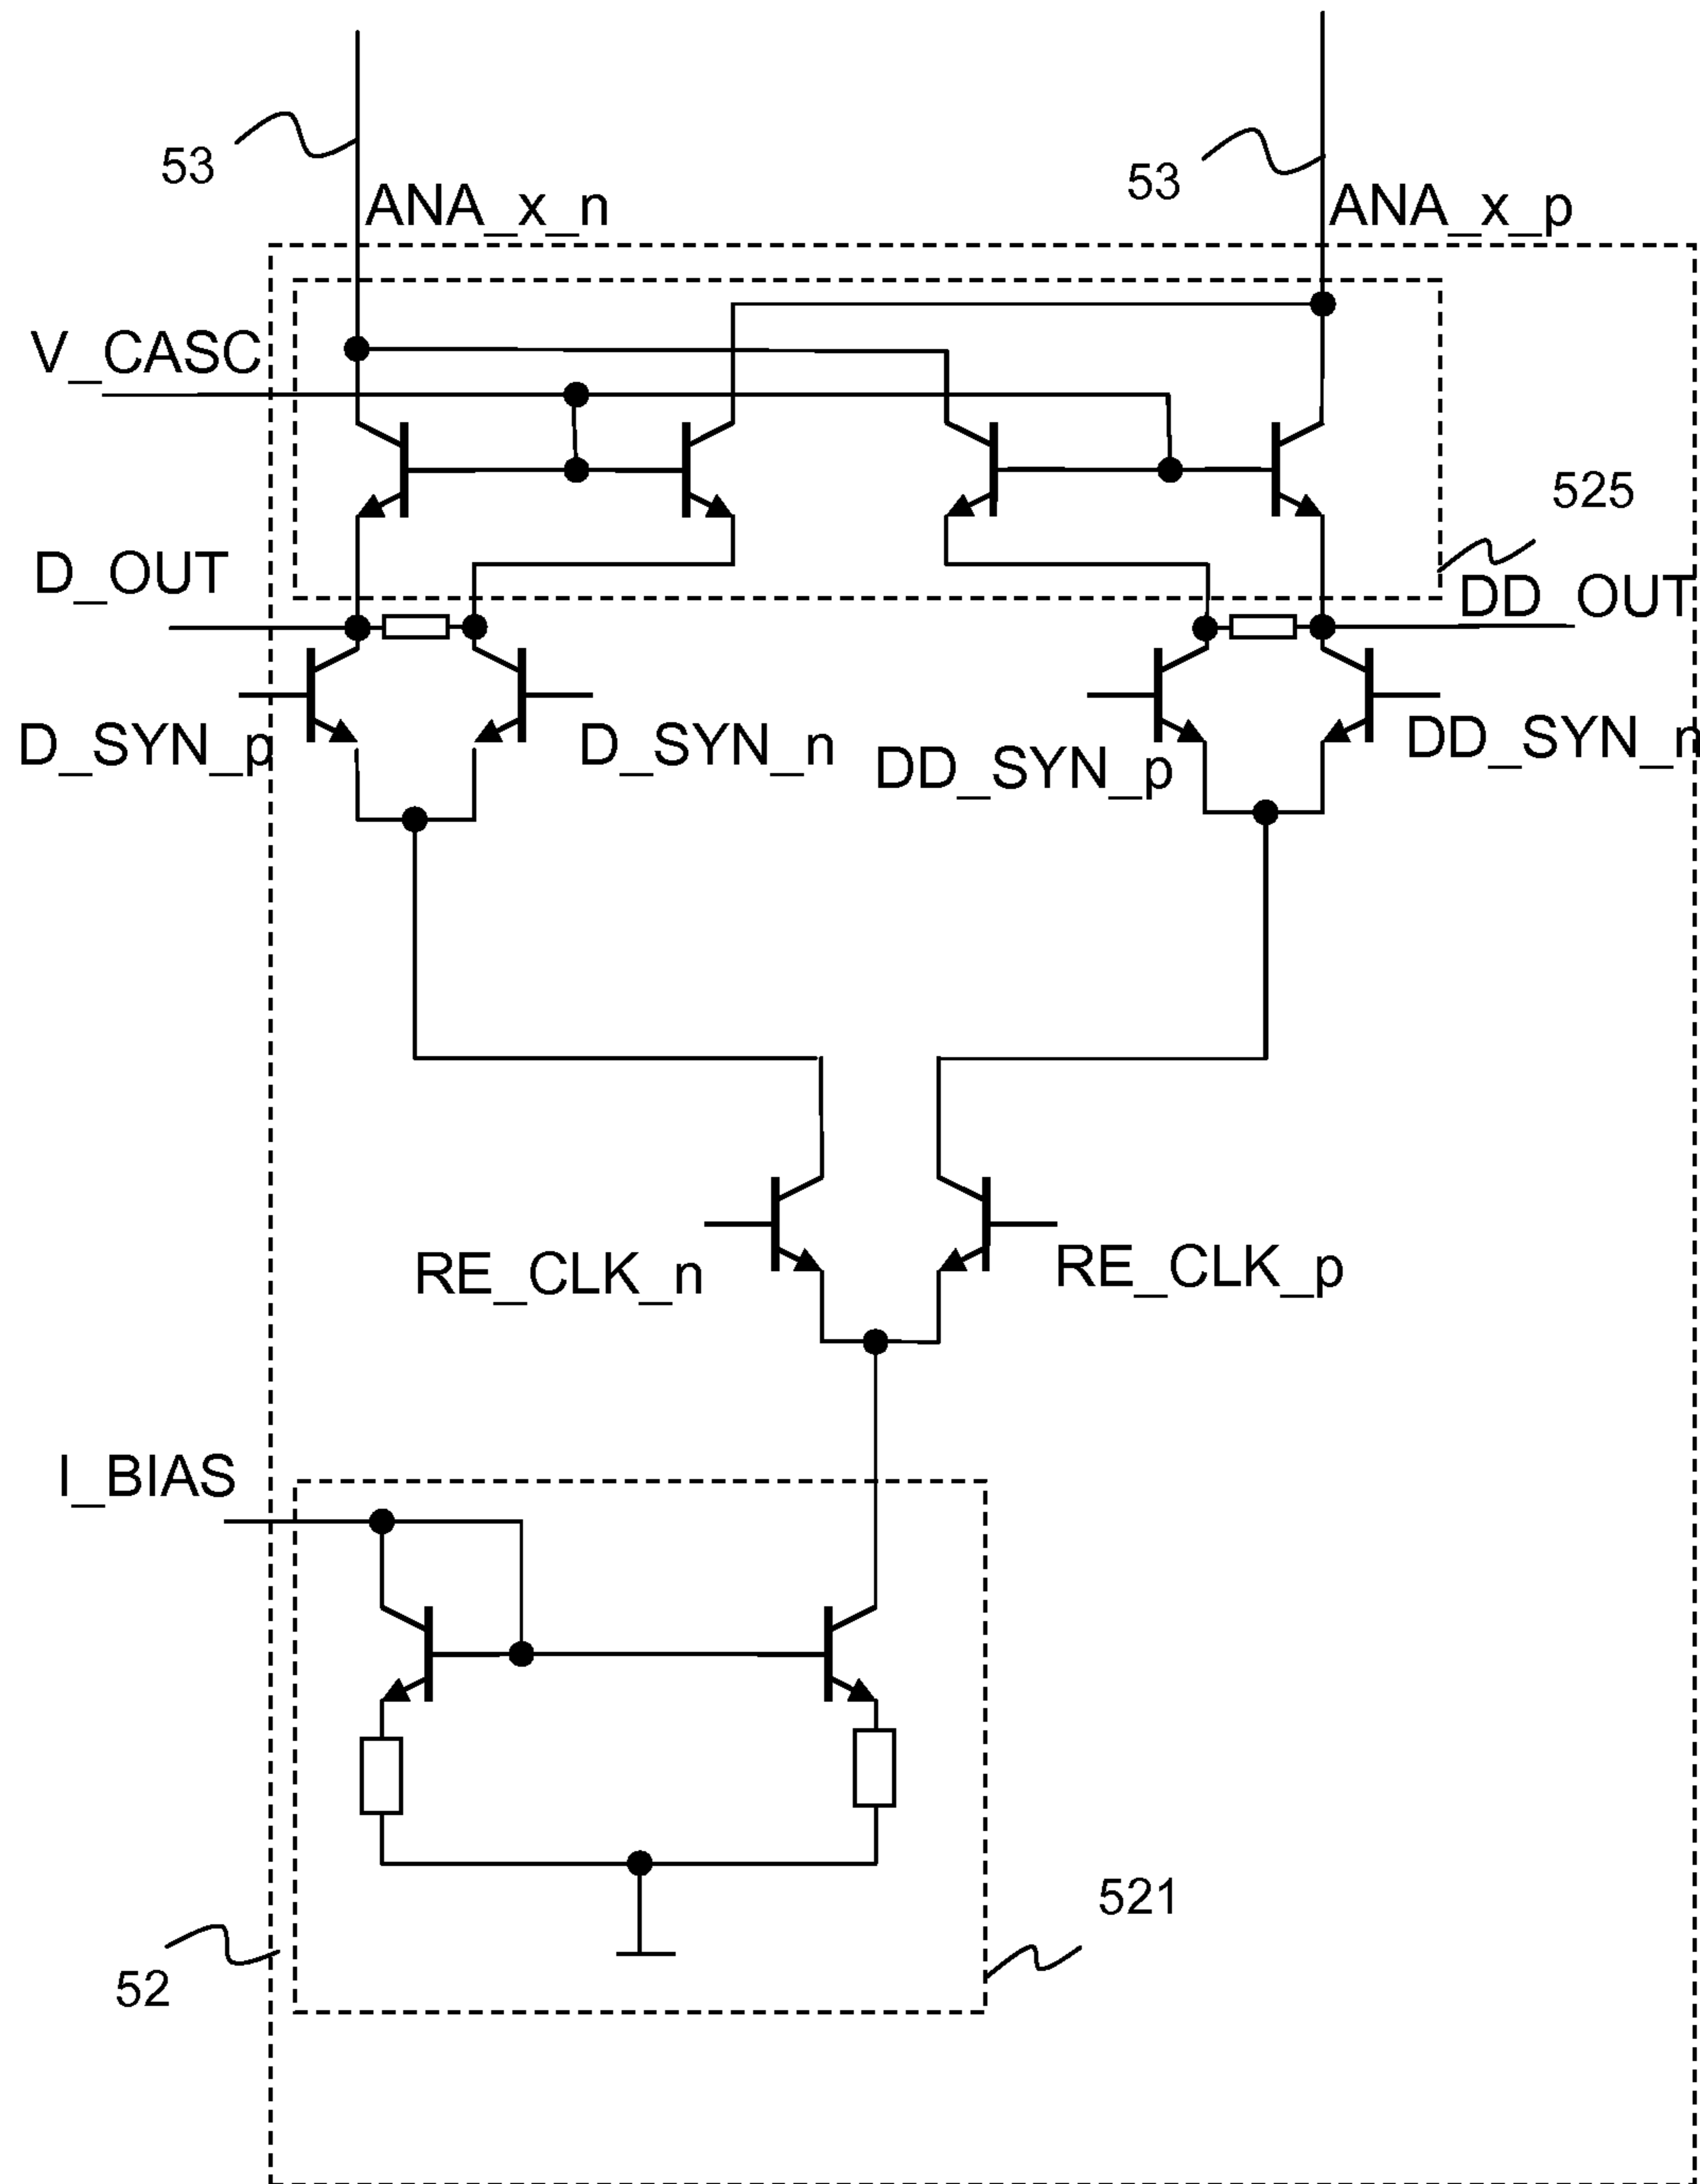 53
53
ANA_x_n
ANA_x_p
V_CASC
525
D_OUT
DD_OUT
D_SYN_p
D_SYN_n
DD_SYN_p
DD_SYN_n
RE_CLK_n
RE_CLK_p
I_BIAS
521
52